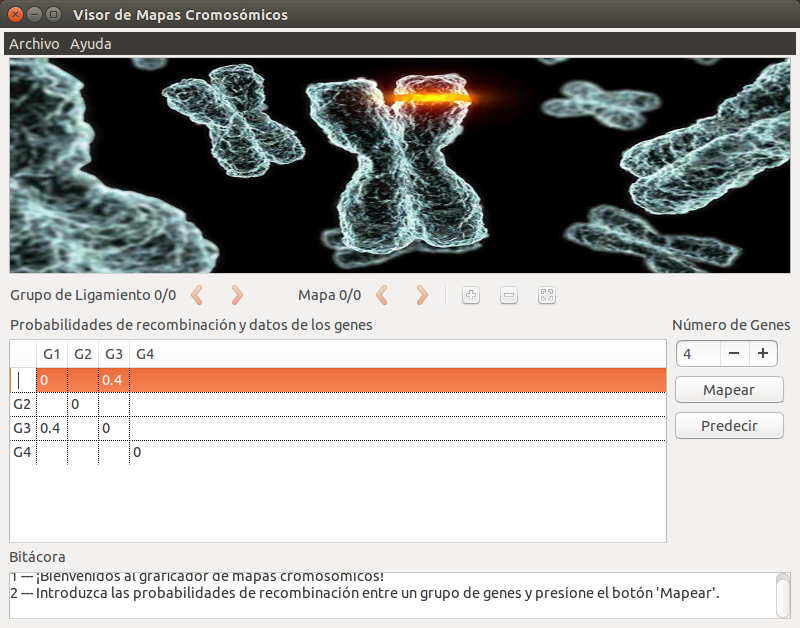 Visor de Mapas Cromosómicos
Archivo Ayuda
Grupo de Ligamiento 0/0 Mapa 0/0
Probabilidades de recombinación y datos de los genes
Número de Genes
G1 G2 G3 G4
0 0.4
G2 0
G3 0.4 0
G4 0
4 − +
Mapear
Predecir
Bitácora
1 -- ¡Bienvenidos al graficador de mapas cromosómicos!
2 -- Introduzca las probabilidades de recombinación entre un grupo de genes y presione el botón 'Mapear'.